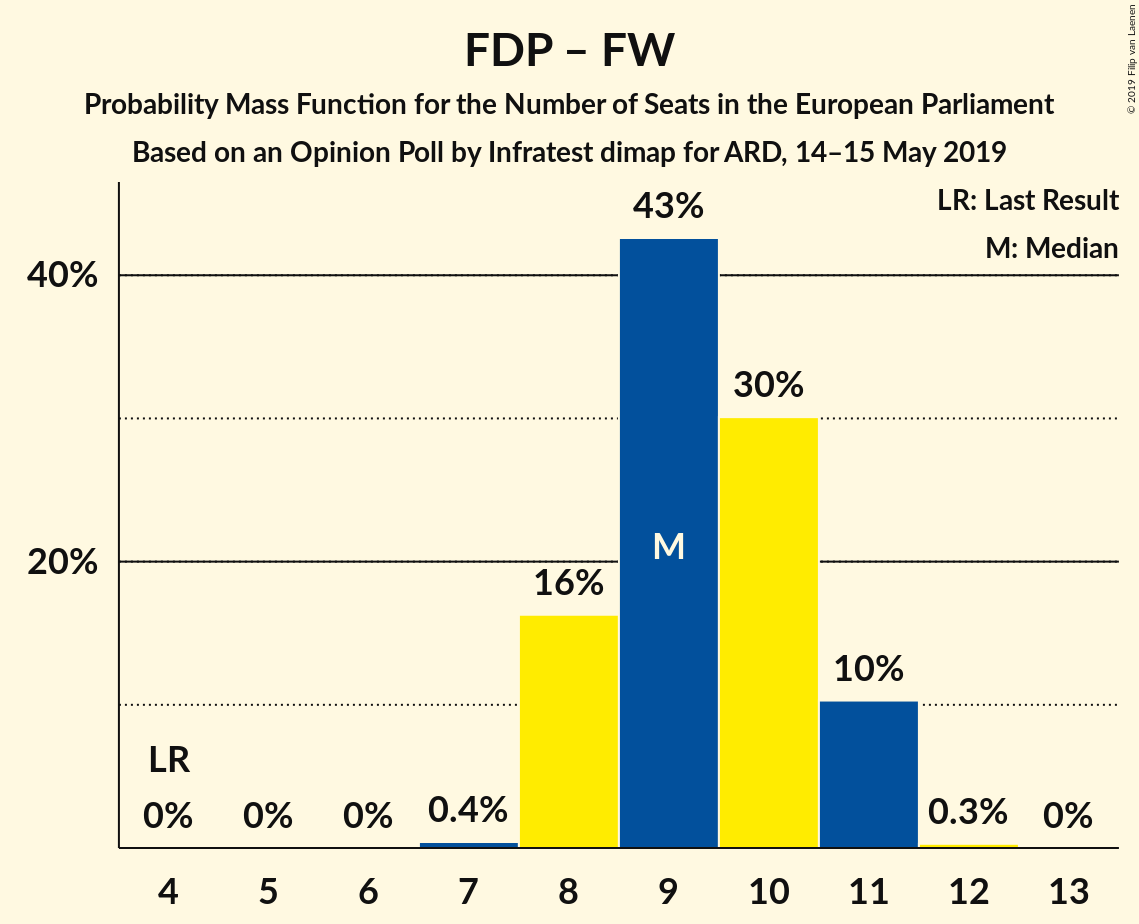 FDP – FW
Probability Mass Function for the Number of Seats in the European Parliament
Based on an Opinion Poll by Infratest dimap for ARD, 14–15 May 2019
© 2019 Filip van Laenen
LR: Last Result
M: Median
43%
40%
30%
M
20%
16%
10%
LR
0%
0%
0%
0.4%
0.3%
0%
4
5
6
7
8
9
10
11
12
13